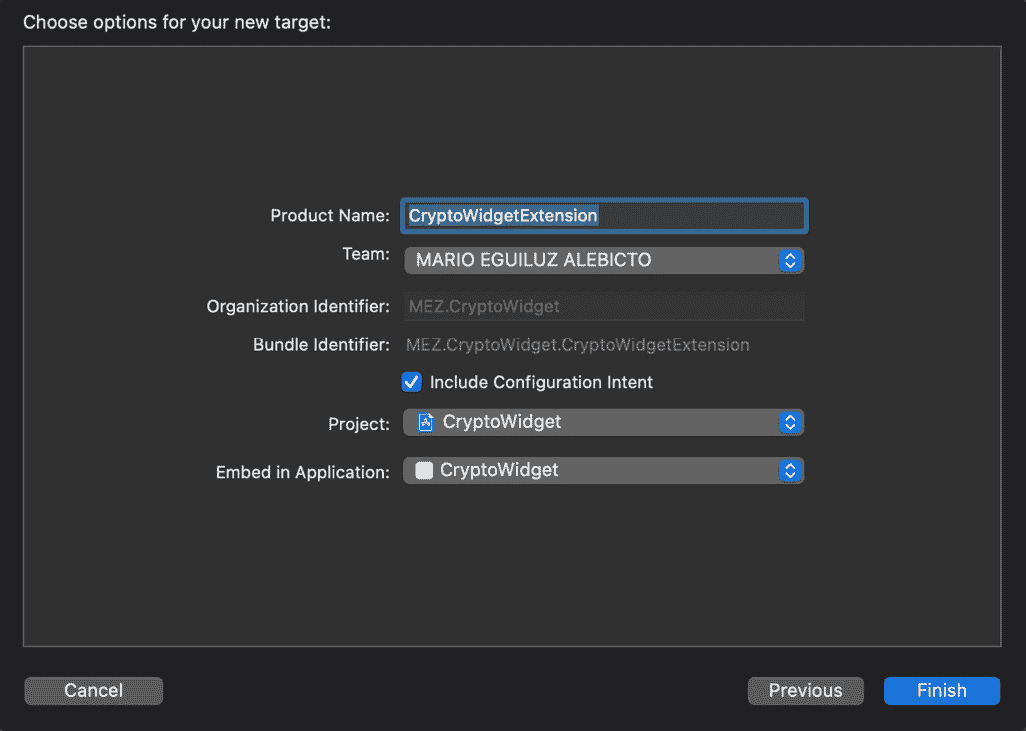 Choose options for your new target:
Product Name: CryptoWidgetExtension
Team: MARIO EGUILUZ ALEBICTO
Organization Identifier: MEZ.CryptoWidget
Bundle Identifier: MEZ.CryptoWidget.CryptoWidgetExtension
Include Configuration Intent
Project: CryptoWidget
Embed in Application: CryptoWidget
Cancel Previous Finish